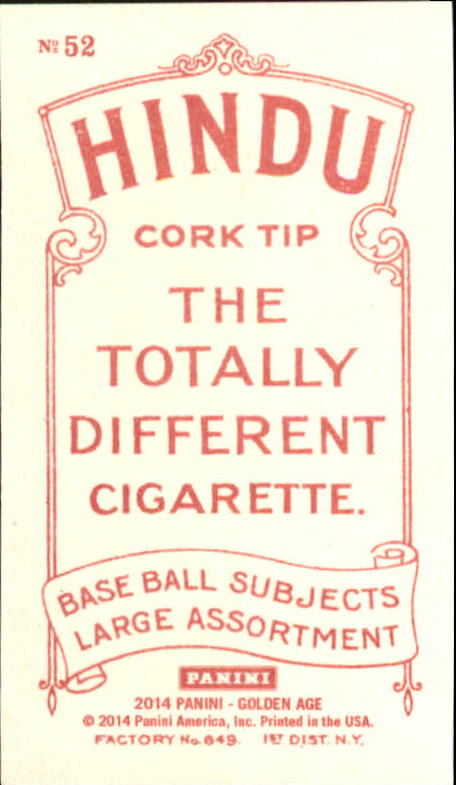 Nº 52
HINDU
CORK TIP
THE
TOTALLY
DIFFERENT
CIGARETTE.
BASE BALL SUBJECTS
LARGE ASSORTMENT
PANINI
2014 PANINI - GOLDEN AGE
© 2014 Panini America, Inc. Printed in the USA.
FACTORY No. 649. 1ST DIST. N.Y.